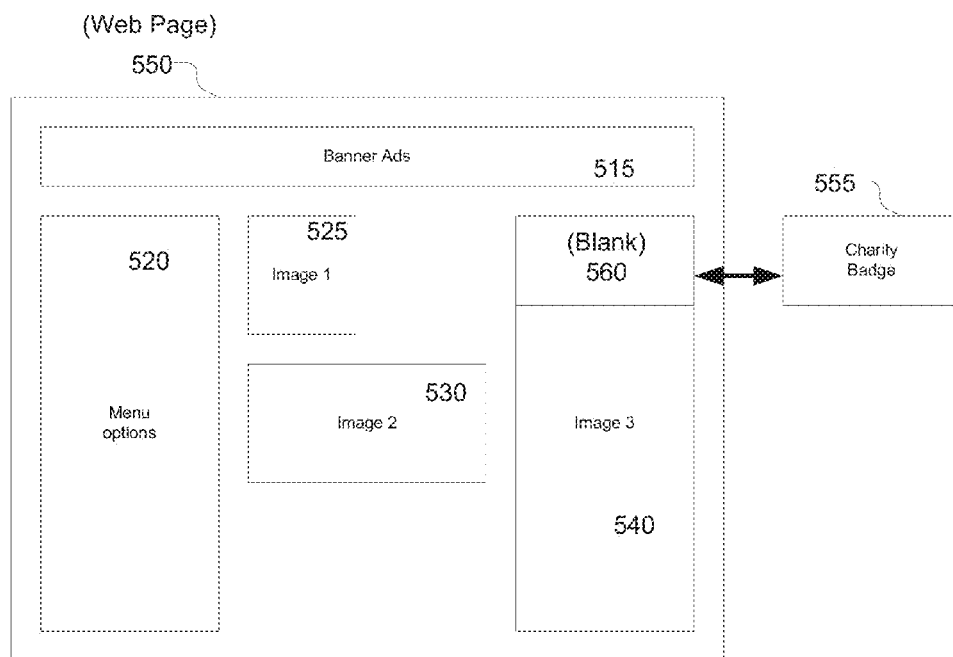 (Web Page)
550
Banner Ads
515
555
520
525
Image 1
(Blank)
560
Charity
Badge
530
Image 2
Menu
options
Image 3
540